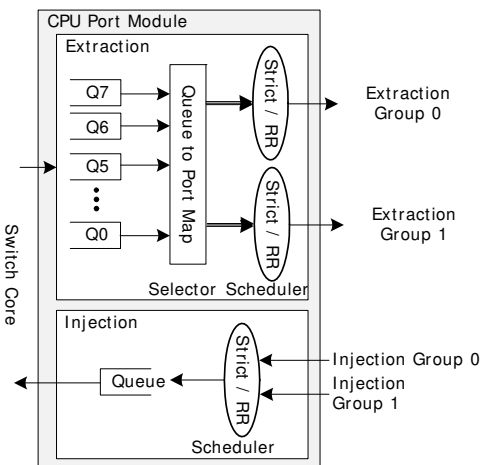 CPU Port Module
Extraction
Q7
Q6
Q5
Q0
Queue to Port Map
Strict / RR
Strict / RR
Extraction
Group 0
Extraction
Group 1
Selector Scheduler
Switch Core
Injection
Queue
Strict / RR
Scheduler
Injection Group 0
Injection
Group 1